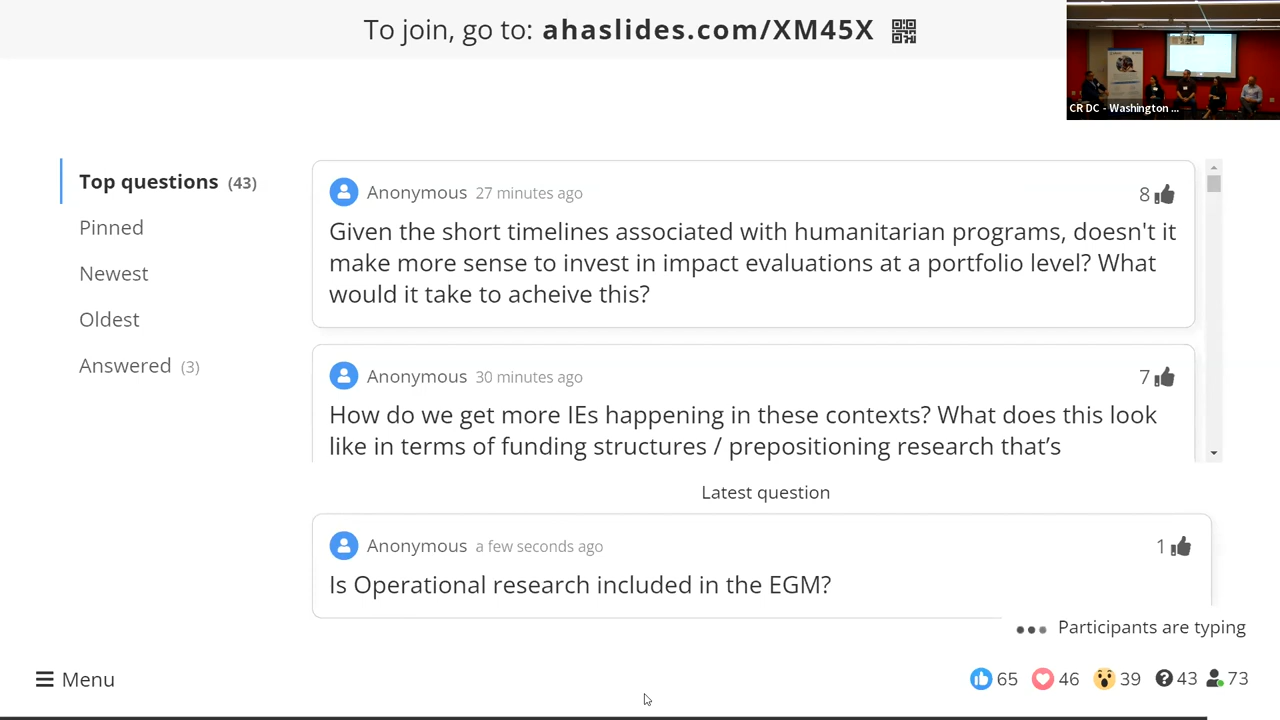 To join, go to: ahaslides.com/XM45X
CR DC - Washington ...
Top questions (43)
Pinned
Newest
Oldest
Answered (3)
Anonymous 27 minutes ago 8
Given the short timelines associated with humanitarian programs, doesn't it
make more sense to invest in impact evaluations at a portfolio level? What
would it take to acheive this?
Anonymous 30 minutes ago 7
How do we get more IEs happening in these contexts? What does this look
like in terms of funding structures / prepositioning research that’s
Latest question
Anonymous a few seconds ago 1
Is Operational research included in the EGM?
Participants are typing
Menu
65 46 39 43 73